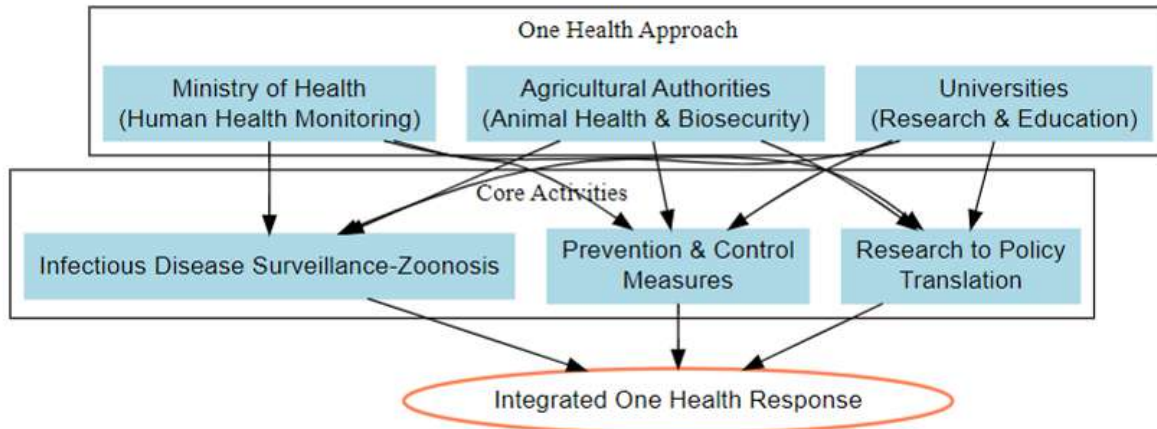 One Health Approach
Ministry of Health
(Human Health Monitoring)
Agricultural Authorities
(Animal Health & Biosecurity)
Universities
(Research & Education)
Core Activities
Infectious Disease Surveillance-Zoonosis
Prevention & Control
Measures
Research to Policy
Translation
Integrated One Health Response